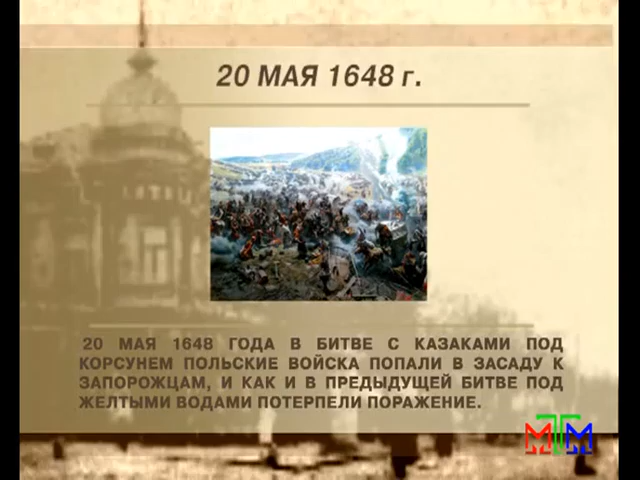 20 МАЯ 1648 г.
20 МАЯ 1648 ГОДА В БИТВЕ С КАЗАКАМИ ПОД
КОРСУНЕМ ПОЛЬСКИЕ ВОЙСКА ПОПАЛИ В ЗАСАДУ К
ЗАПОРОЖЦАМ, И КАК И В ПРЕДЫДУЩЕЙ БИТВЕ ПОД
ЖЕЛТЫМИ ВОДАМИ ПОТЕРПЕЛИ ПОРАЖЕНИЕ.
МТМ